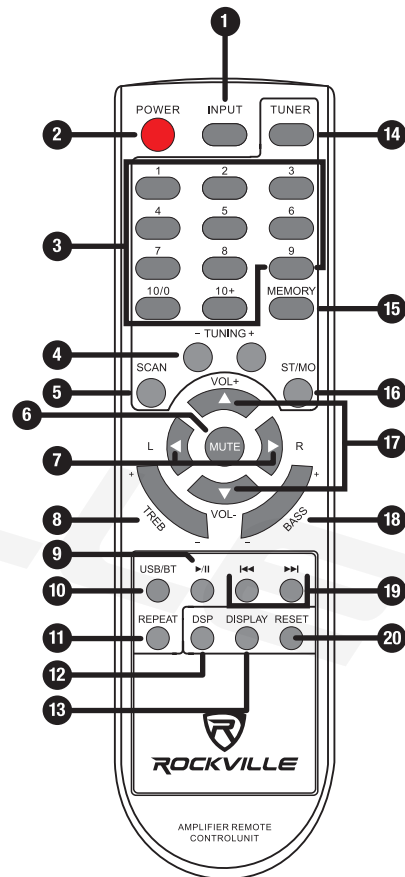 1
POWER INPUT TUNER
2 14
1 2 3
4 5 6
3
7 8 9
10/0 10+ MEMORY
15
- TUNING +
4
SCAN VOL+ ST/MO
5 16
6
17
L MUTE R
7
+ +
8 TREB VOL- BASS 18
- -
9
USB/BT
10 19
REPEAT DSP DISPLAY RESET
11 20
12
13
R
ROCKVILLE
AMPLIFIER REMOTE
CONTROLUNIT